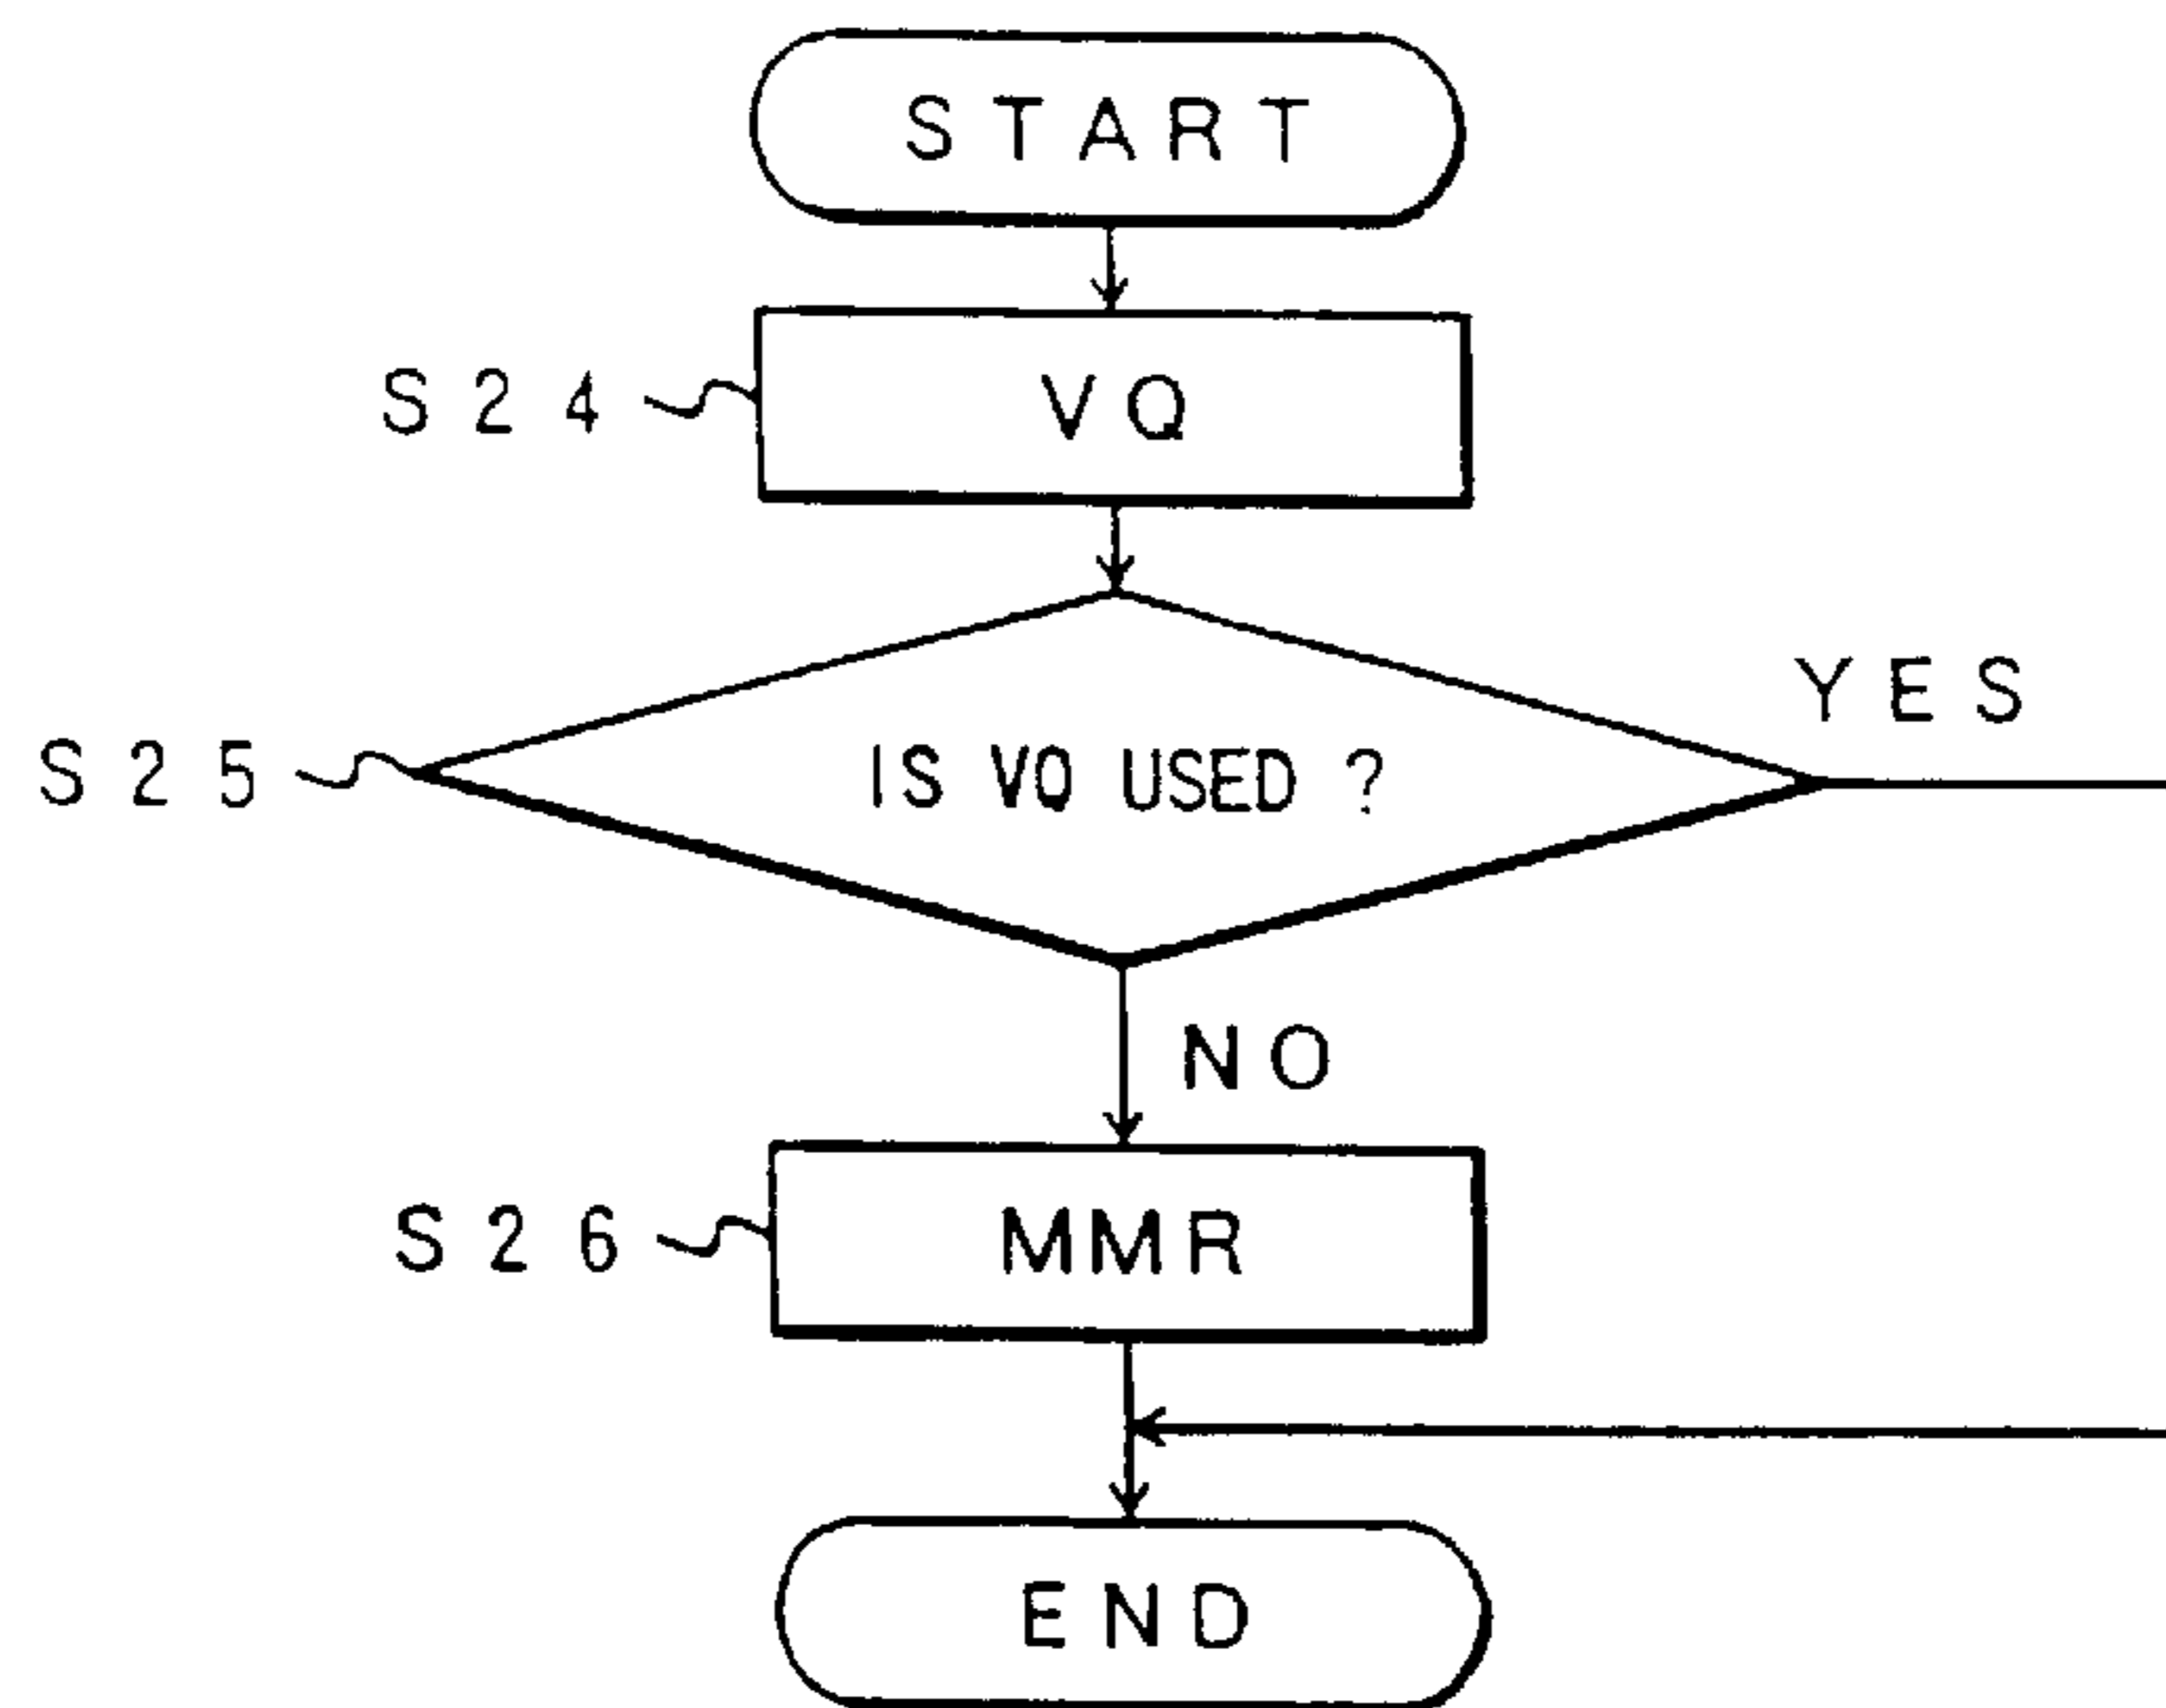 START
S24 VQ
YES
S25 IS VQ USED ?
NO
S26 MMR
END